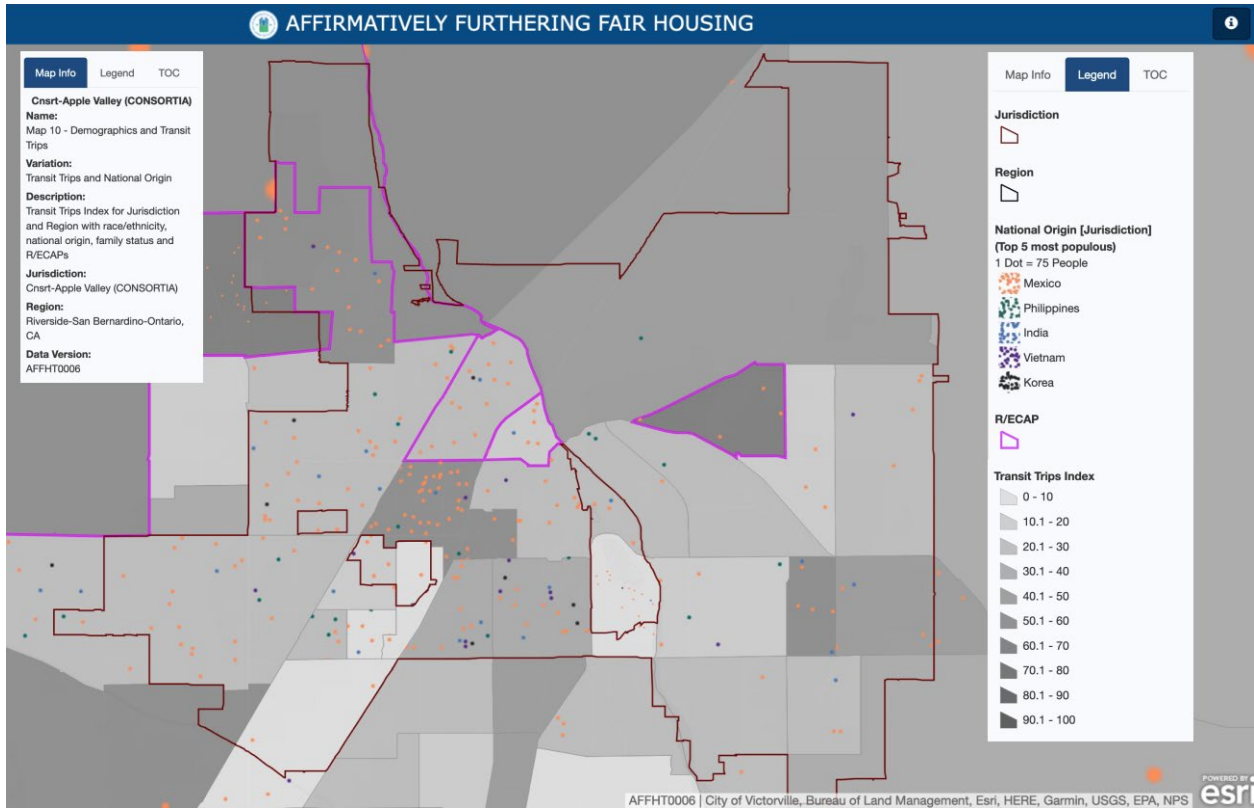 AFFIRMATIVELY FURTHERING FAIR HOUSING
Map Info Legend TOC
Cnsrt-Apple Valley (CONSORTIA)
Name:
Map 10 - Demographics and Transit
Trips
Variation:
Transit Trips and National Origin
Description:
Transit Trips Index for Jurisdiction
and Region with race/ethnicity,
national origin, family status and
R/ECAPs
Jurisdiction:
Cnsrt-Apple Valley (CONSORTIA)
Region:
Riverside-San Bernardino-Ontario,
CA
Data Version:
AFFHT0006
Map Info Legend TOC
Jurisdiction
Region
National Origin [Jurisdiction]
(Top 5 most populous)
1 Dot = 75 People
Mexico
Philippines
India
Vietnam
Korea
R/ECAP
Transit Trips Index
0 - 10
10.1 - 20
20.1 - 30
30.1 - 40
40.1 - 50
50.1 - 60
60.1 - 70
70.1 - 80
80.1 - 90
90.1 - 100
AFFHT0006 | City of Victorville, Bureau of Land Management, Esri, HERE, Garmin, USGS, EPA, NPS
POWERED BY
esri